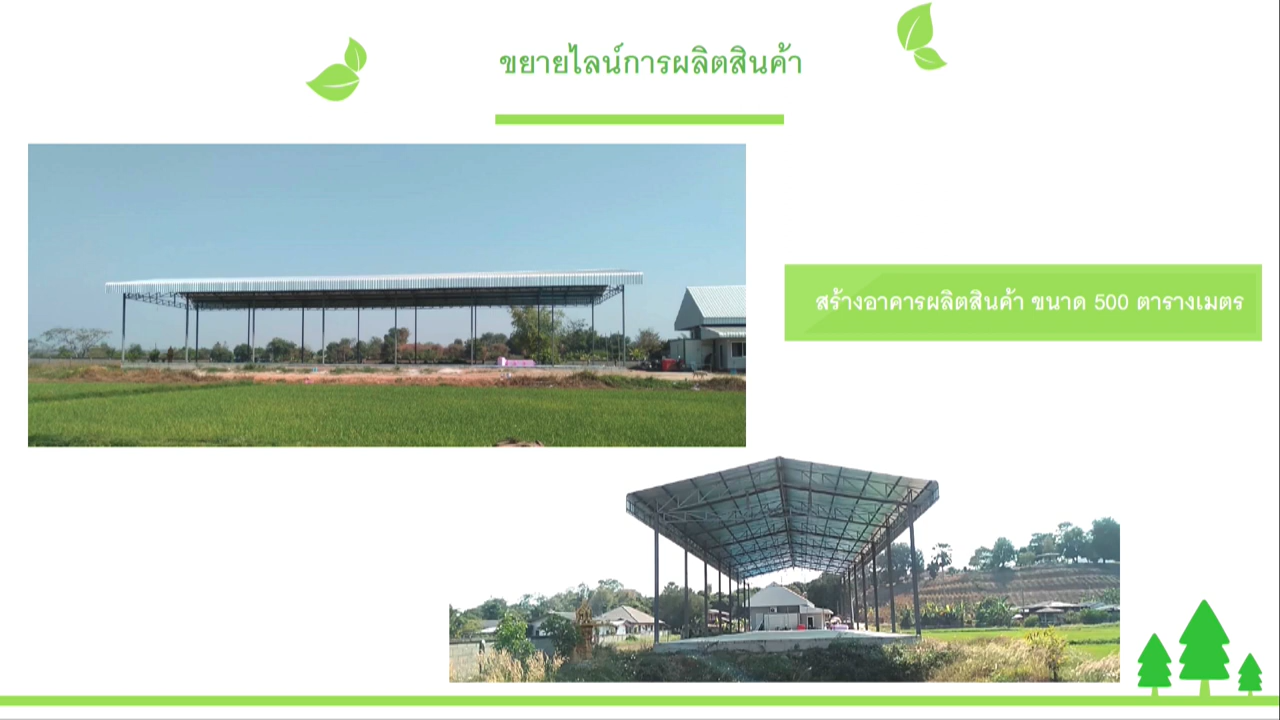 ขยายไลน์การผลิตสินค้า
สร้างอาคารผลิตสินค้า ขนาด 500 ตารางเมตร